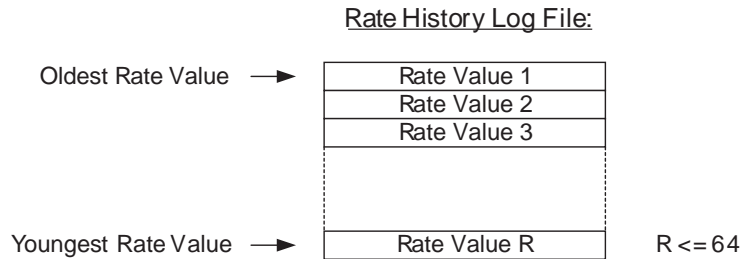 Rate History Log File:
Oldest Rate Value
Rate Value 1
Rate Value 2
Rate Value 3
Youngest Rate Value
Rate Value R
R <= 64